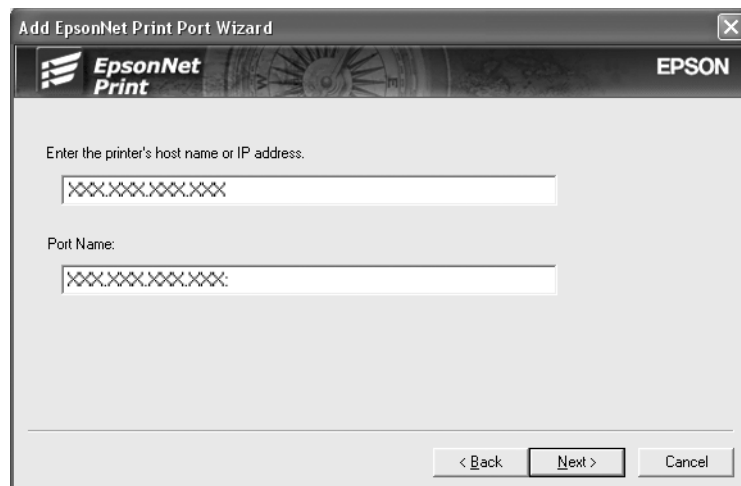 Add EpsonNet Print Port Wizard
EpsonNet
Print
EPSON
Enter the printer's host name or IP address.
XXX.XXX.XXX.XXX
Port Name:
XXX.XXX.XXX.XXX:
< Back
Next >
Cancel